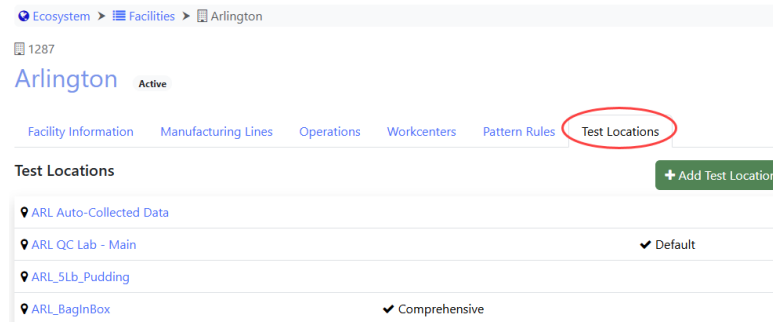 Ecosystem > Facilities > Arlington
1287
Arlington Active
Facility Information Manufacturing Lines Operations Workcenters Pattern Rules Test Locations
Test Locations + Add Test Location
ARL Auto-Collected Data
ARL QC Lab - Main ✔ Default
ARL_5Lb_Pudding
ARL_BagInBox ✔ Comprehensive